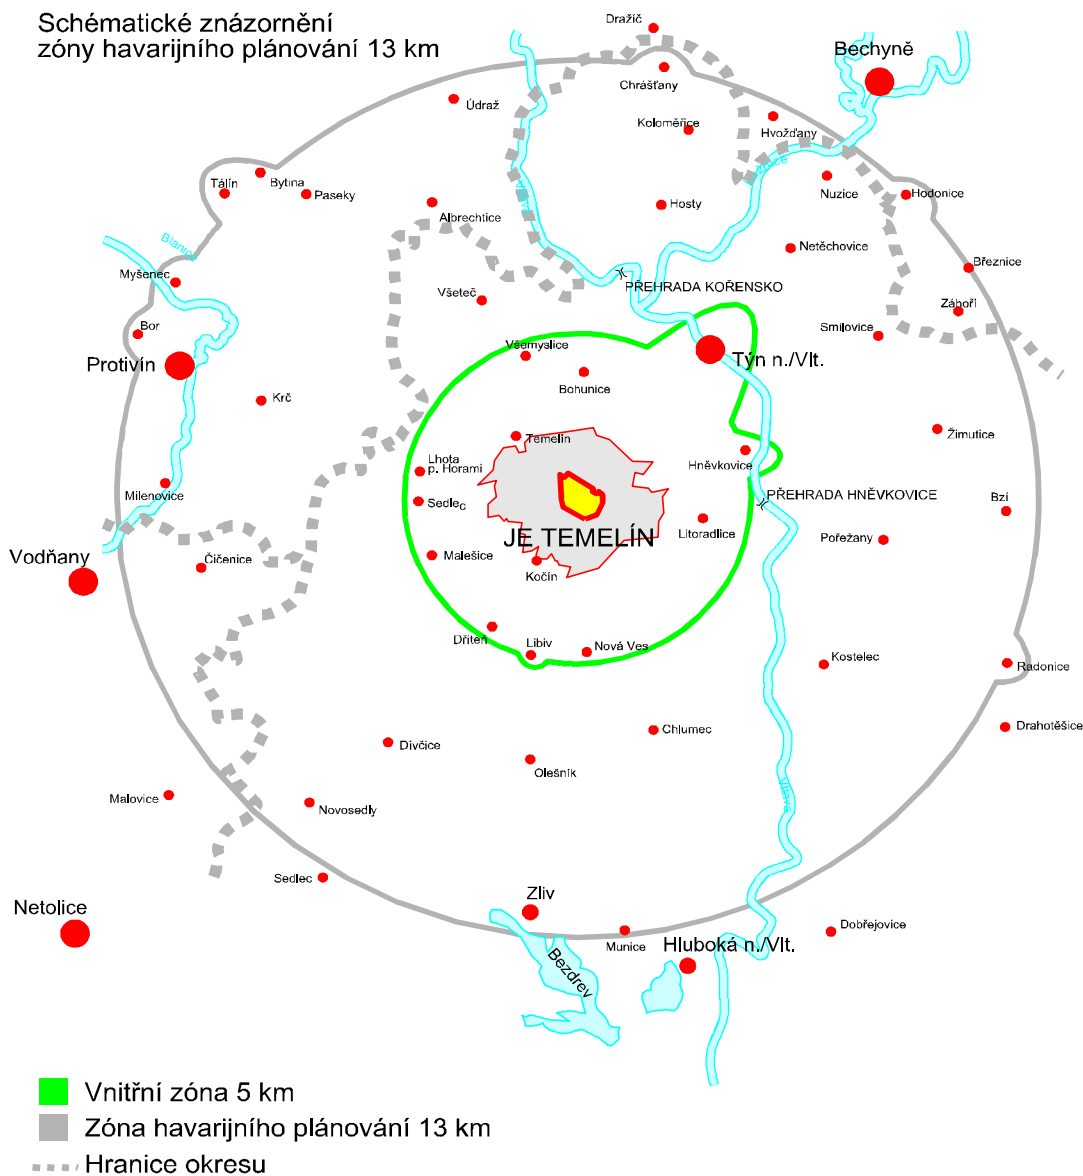 Schématické znázornění
zóny havarijního plánování 13 km
Dražíč
Bechyně
Chrášťany
Údraž
Koloměřice
Hvožďany
Tálín
Bytina
Paseky
Nuzice
Hodonice
Albrechtice
Hosty
Blanice
Netěchovice
Březnice
Myšenec
PŘEHRADA KOŘENSKO
Všeteč
Záhoří
Bor
Smilovice
Všemyslice
Týn n./Vlt.
Protivín
Bohunice
Krč
Temelín
Žimutice
Lhota
p. Horami
Hněvkovice
Milenovice
Sedlec
PŘEHRADA HNĚVKOVICE
Bzí
JE TEMELÍN
Litoradlice
Pořežany
Vodňany
Čičenice
Malešice
Kočín
Dříteň
Libiv
Nová Ves
Kostelec
Radonice
Chlumec
Drahotěšice
Dívčice
Olešník
Vltava
Malovice
Novosedly
Sedlec
Zliv
Netolice
Munice
Hluboká n./Vlt.
Dobřejovice
Bezdrev
Vnitřní zóna 5 km
Zóna havarijního plánování 13 km
Hranice okresu